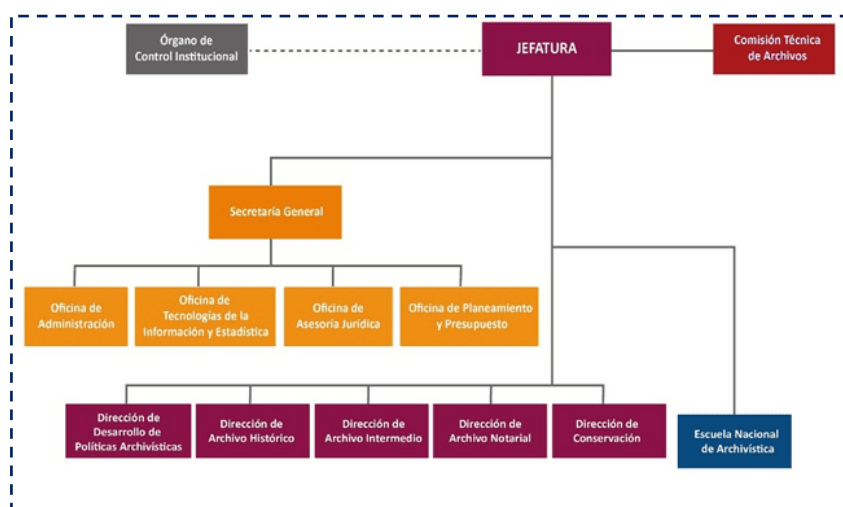 Órgano de
Control Institucional
JEFATURA
Comisión Técnica
de Archivos
Secretaría General
Oficina de
Administración
Oficina de
Tecnologías de la
Información y Estadística
Oficina de
Asesoría Jurídica
Oficina de Planeamiento
y Presupuesto
Dirección de
Desarrollo de
Políticas Archivísticas
Dirección de
Archivo Histórico
Dirección de
Archivo Intermedio
Dirección de
Archivo Notarial
Dirección de
Conservación
Escuela Nacional
de Archivística